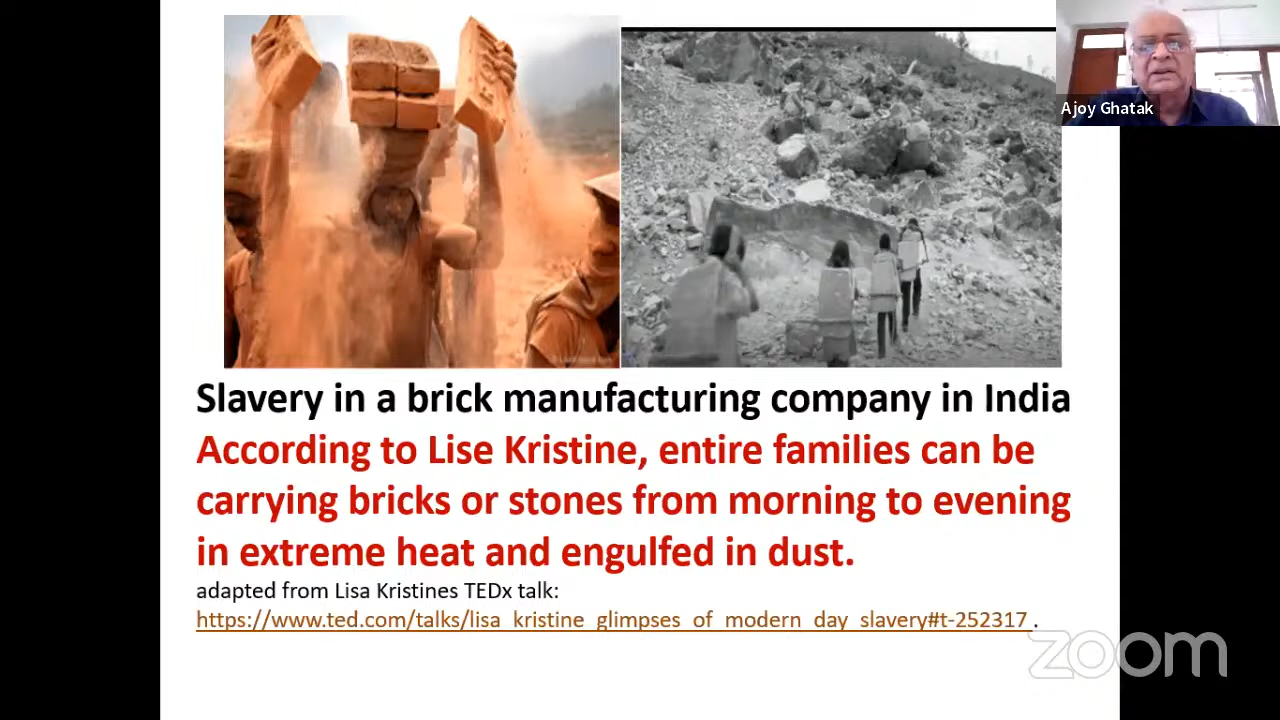 Ajoy Ghatak
Slavery in a brick manufacturing company in India
According to Lise Kristine, entire families can be
carrying bricks or stones from morning to evening
in extreme heat and engulfed in dust.
adapted from Lisa Kristines TEDx talk:
https://www.ted.com/talks/lisa_kristine_glimpses_of_modern_day_slavery#t-252317 .
zoom